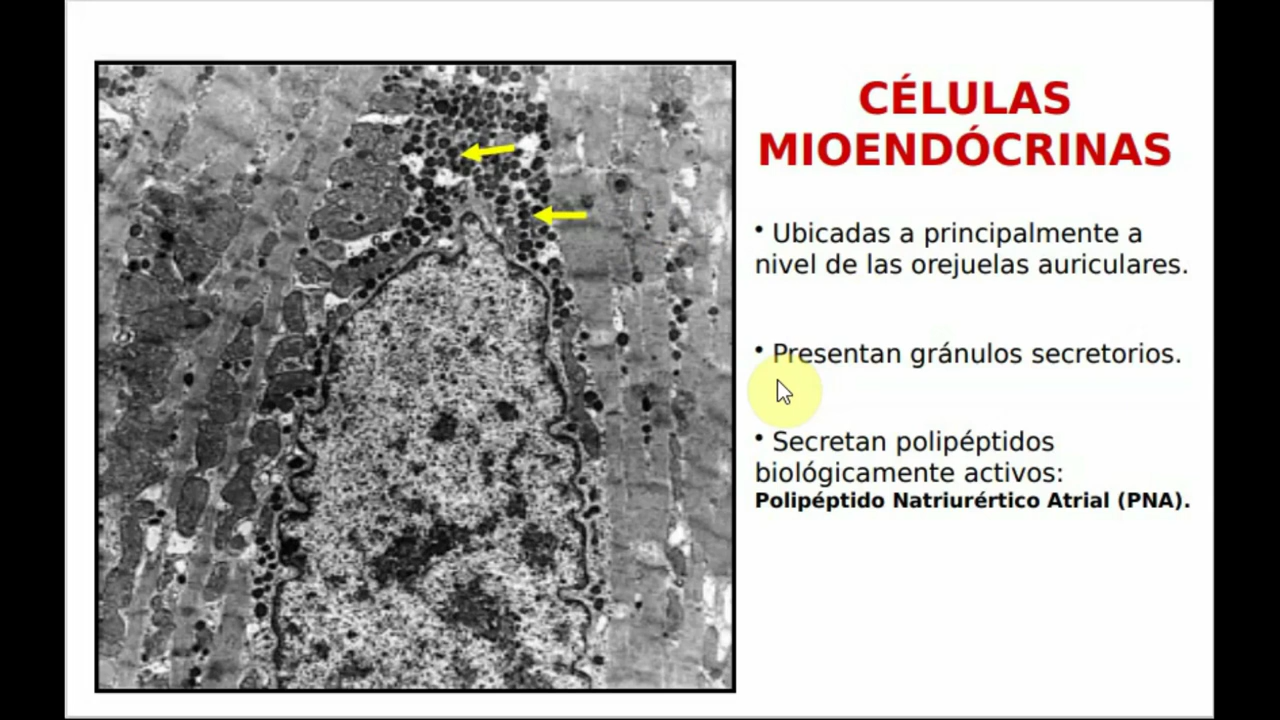 CÉLULAS
MIOENDÓCRINAS
• Ubicadas a principalmente a
nivel de las orejuelas auriculares.
• Presentan gránulos secretorios.
• Secretan polipéptidos
biológicamente activos:
Polipéptido Natriurértico Atrial (PNA).